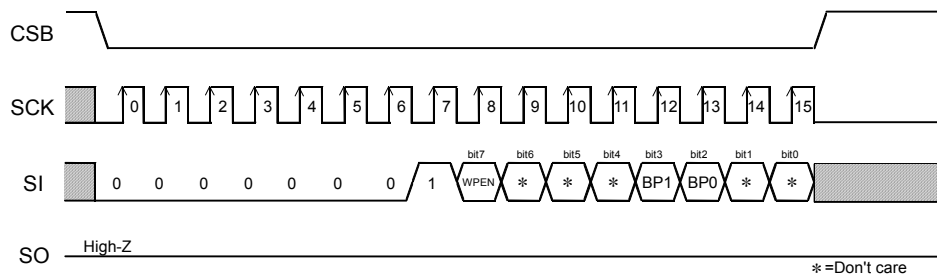 CSB
SCK 0 1 2 3 4 5 6 7 8 9 10 11 12 13 14 15
bit7 bit6 bit5 bit4 bit3 bit2 bit1 bit0
SI 0 0 0 0 0 0 0 1 WPEN * * * BP1 BP0 * *
High-Z
SO
*=Don't care